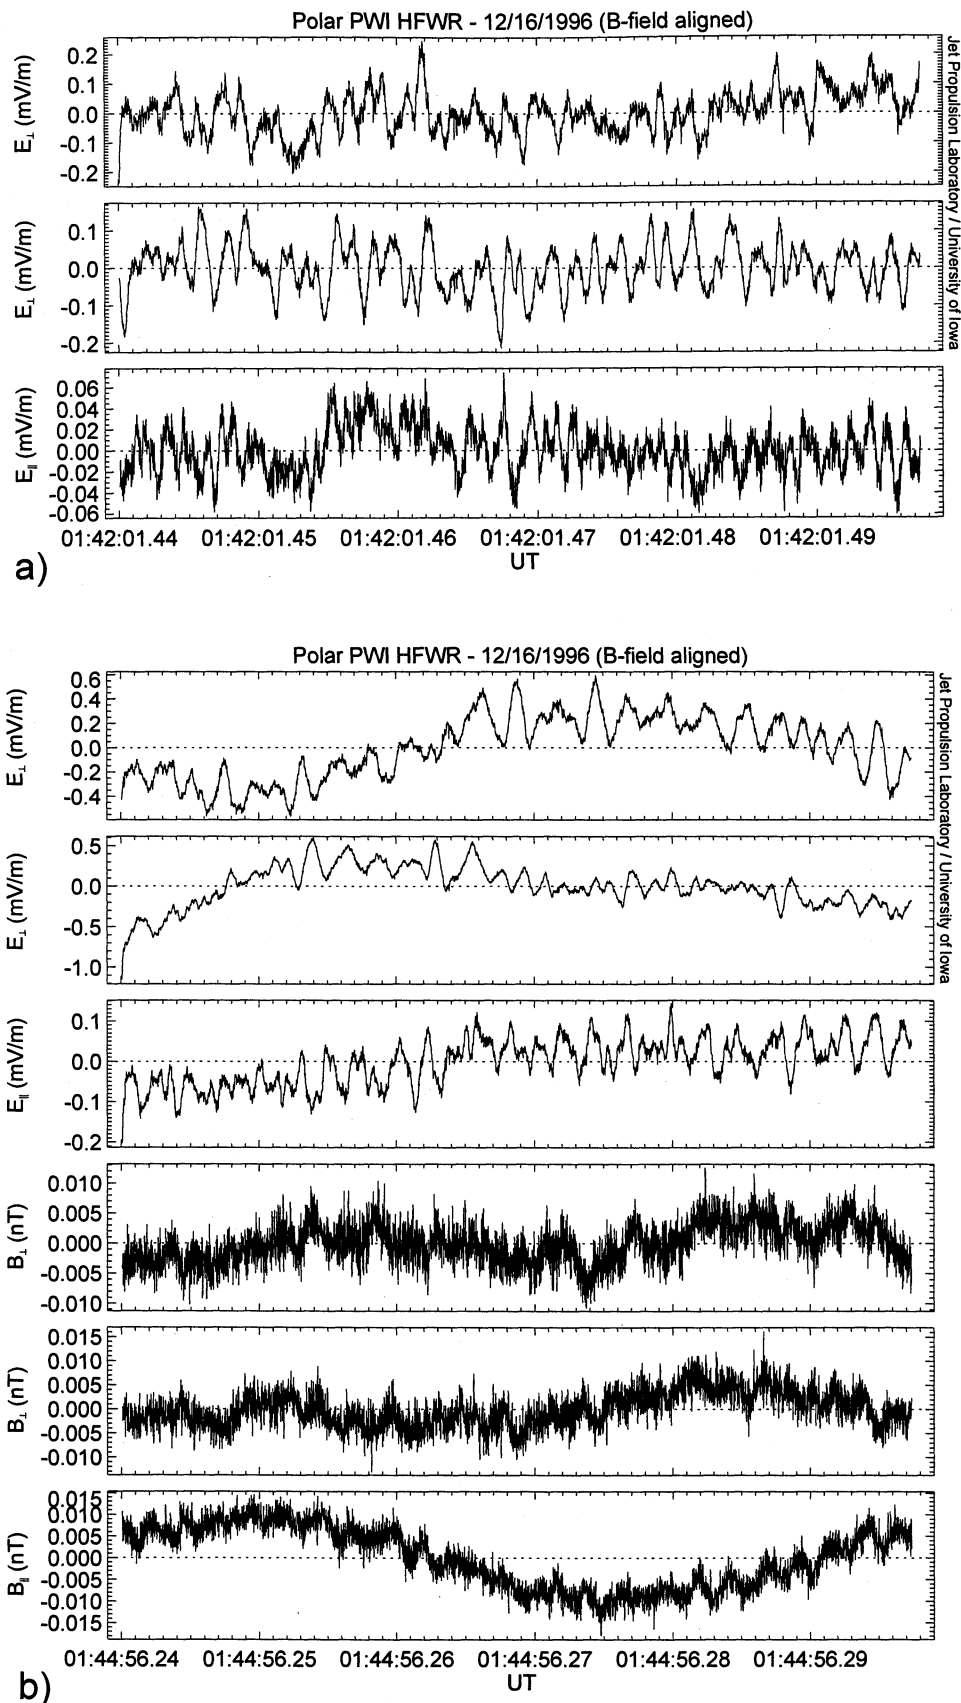 Polar PWI HFWR - 12/16/1996 (B-field aligned)
0.2
0.1
0.0
-0.1
-0.2
E⊥ (mV/m)
0.1
0.0
-0.1
-0.2
E⊥ (mV/m)
0.06
0.04
0.02
0.00
-0.02
-0.04
-0.06
E∥ (mV/m)
01:42:01.44 01:42:01.45 01:42:01.46 01:42:01.47 01:42:01.48 01:42:01.49
UT
Jet Propulsion Laboratory / University of Iowa
a)
Polar PWI HFWR - 12/16/1996 (B-field aligned)
0.6
0.4
0.2
0.0
-0.2
-0.4
E⊥ (mV/m)
0.5
0.0
-0.5
-1.0
E⊥ (mV/m)
0.1
0.0
-0.1
-0.2
E∥ (mV/m)
0.010
0.005
0.000
-0.005
-0.010
B⊥ (nT)
0.015
0.010
0.005
0.000
-0.005
-0.010
B⊥ (nT)
0.015
0.010
0.005
0.000
-0.005
-0.010
-0.015
B∥ (nT)
01:44:56.24 01:44:56.25 01:44:56.26 01:44:56.27 01:44:56.28 01:44:56.29
UT
Jet Propulsion Laboratory / University of Iowa
b)